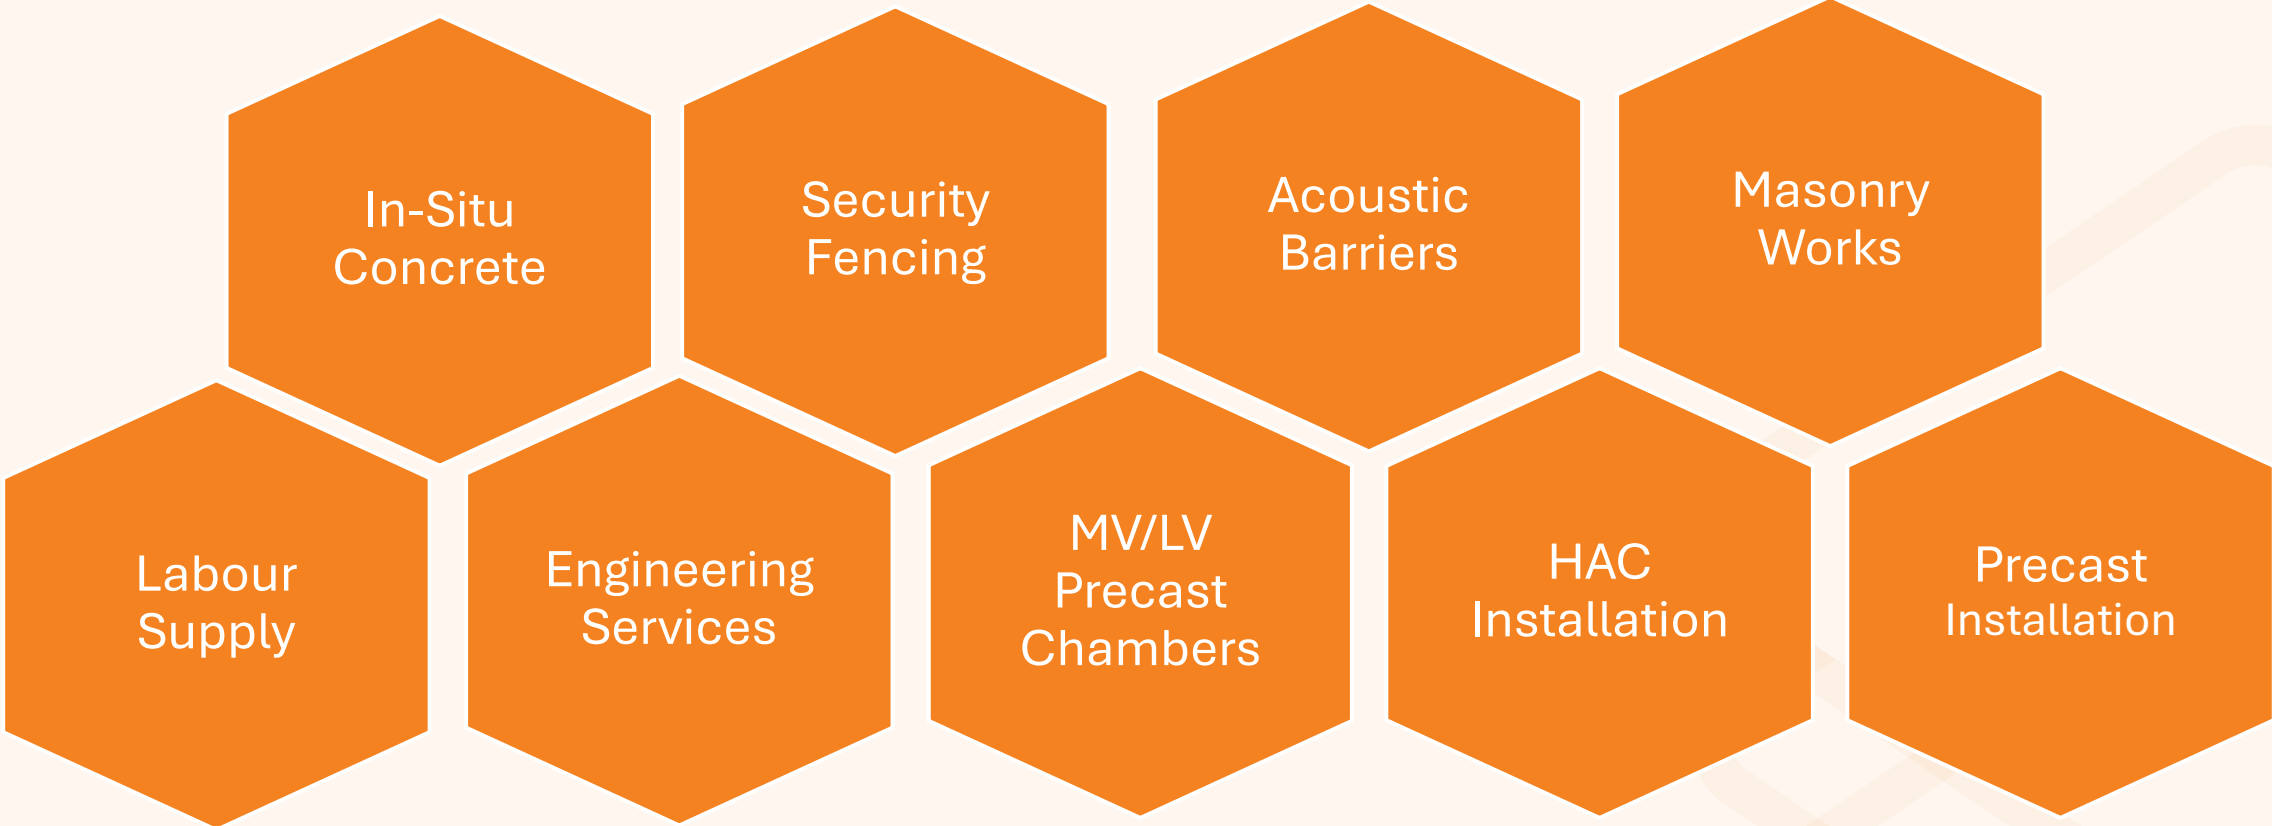 In-Situ
Concrete
Security
Fencing
Acoustic
Barriers
Masonry
Works
Labour
Supply
Engineering
Services
MV/LV
Precast
Chambers
HAC
Installation
Precast
Installation